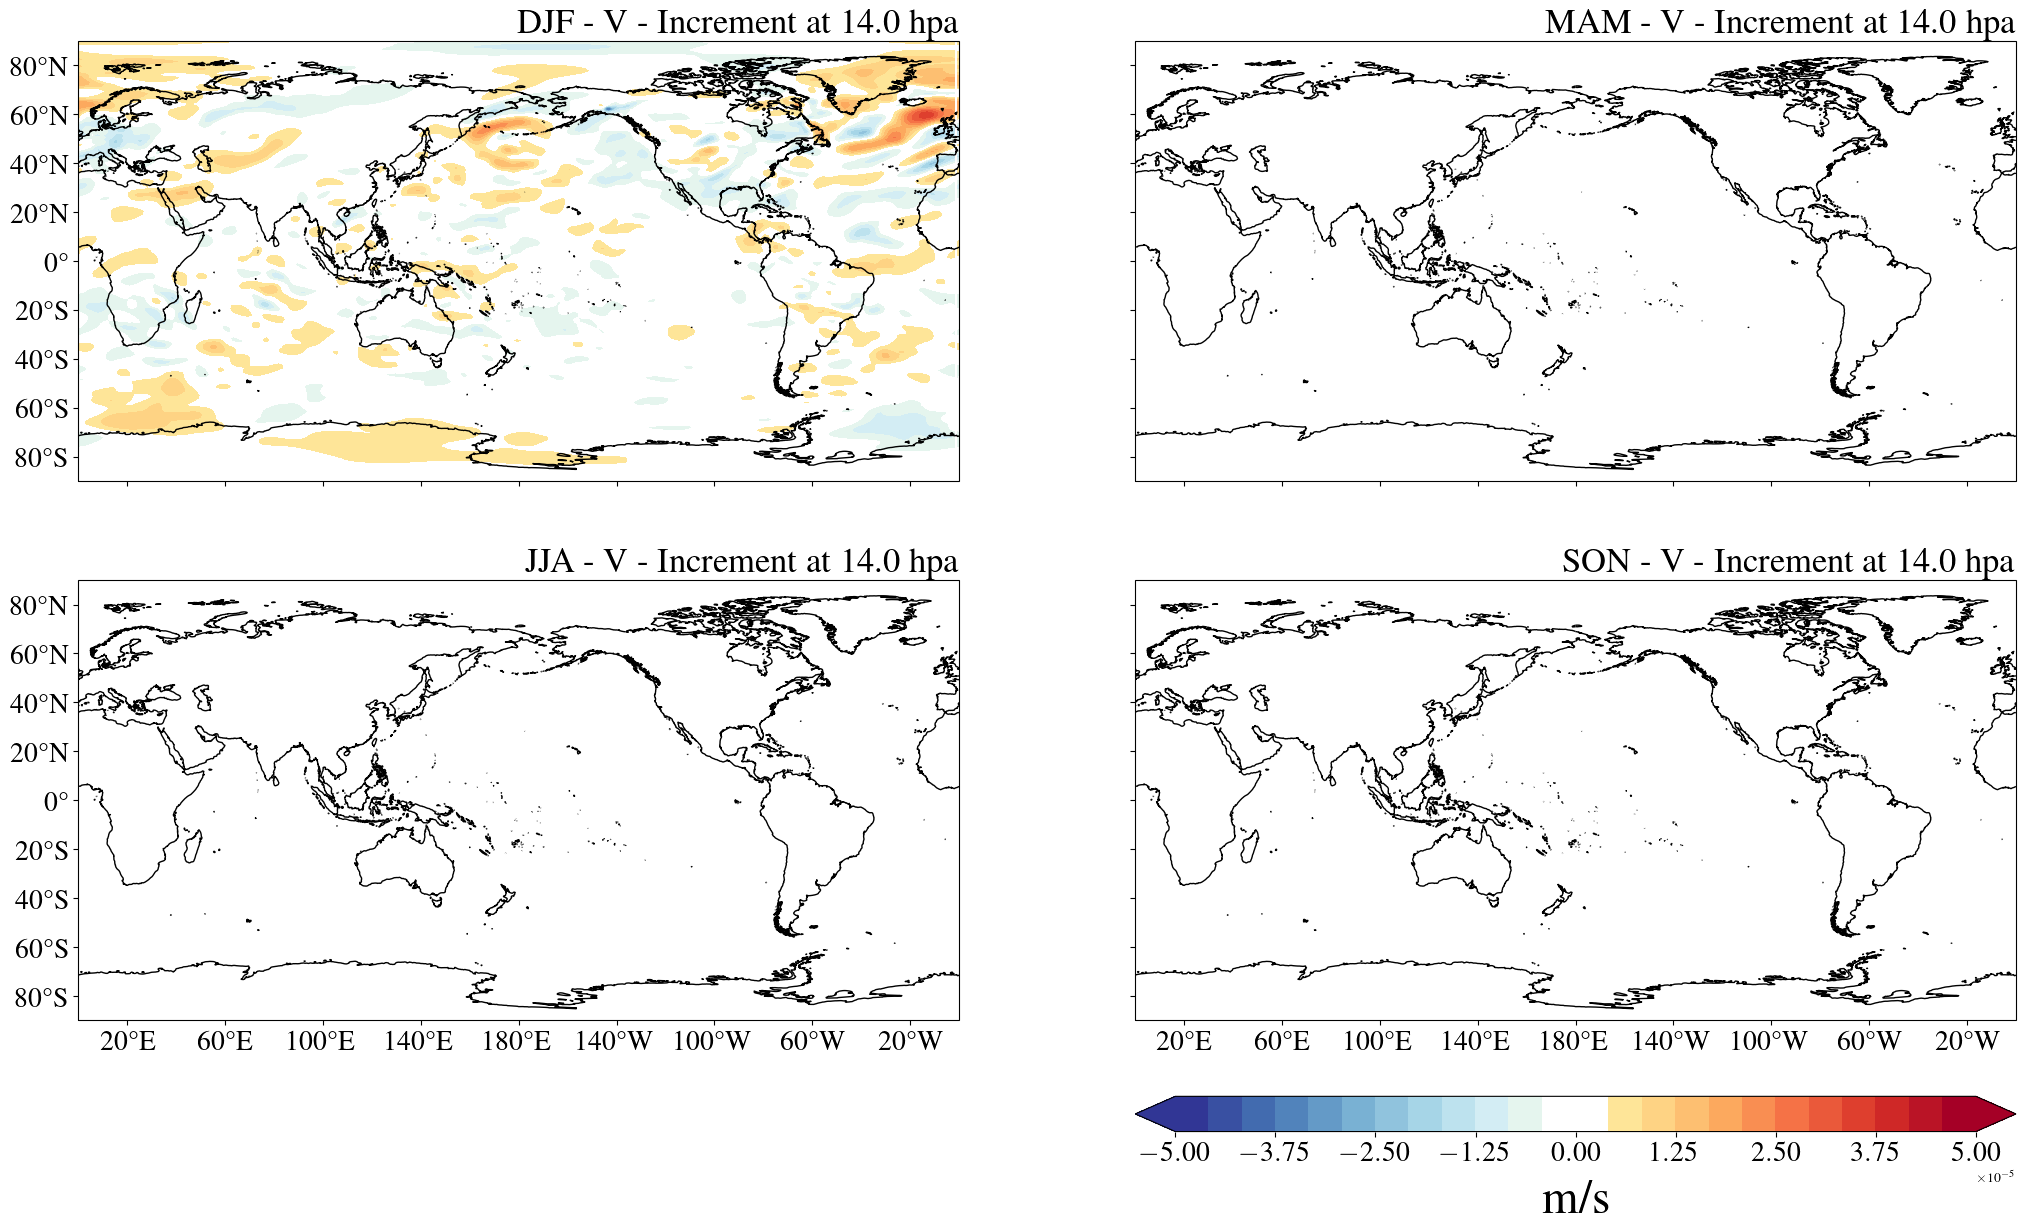 DJF - V - Increment at 14.0 hpa
MAM - V - Increment at 14.0 hpa
80°N
60°N
40°N
20°N
0°
20°S
40°S
60°S
80°S
JJA - V - Increment at 14.0 hpa
SON - V - Increment at 14.0 hpa
80°N
60°N
40°N
20°N
0°
20°S
40°S
60°S
80°S
20°E 60°E 100°E 140°E 180°E 140°W 100°W 60°W 20°W
20°E 60°E 100°E 140°E 180°E 140°W 100°W 60°W 20°W
−5.00 −3.75 −2.50 −1.25 0.00 1.25 2.50 3.75 5.00
×10⁻⁵
m/s